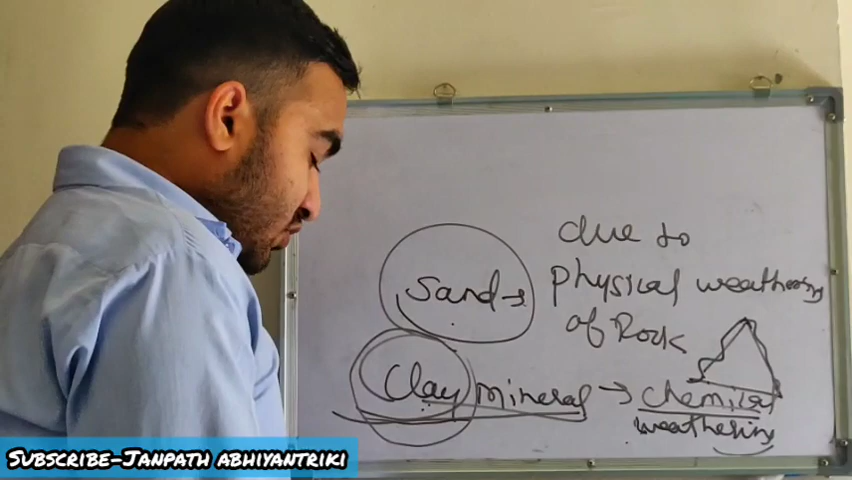 due to
Sand → physical weathering
of Rock
Clay mineral → chemical
weathering
SUBSCRIBE-JANPATH ABHIYANTRIKI